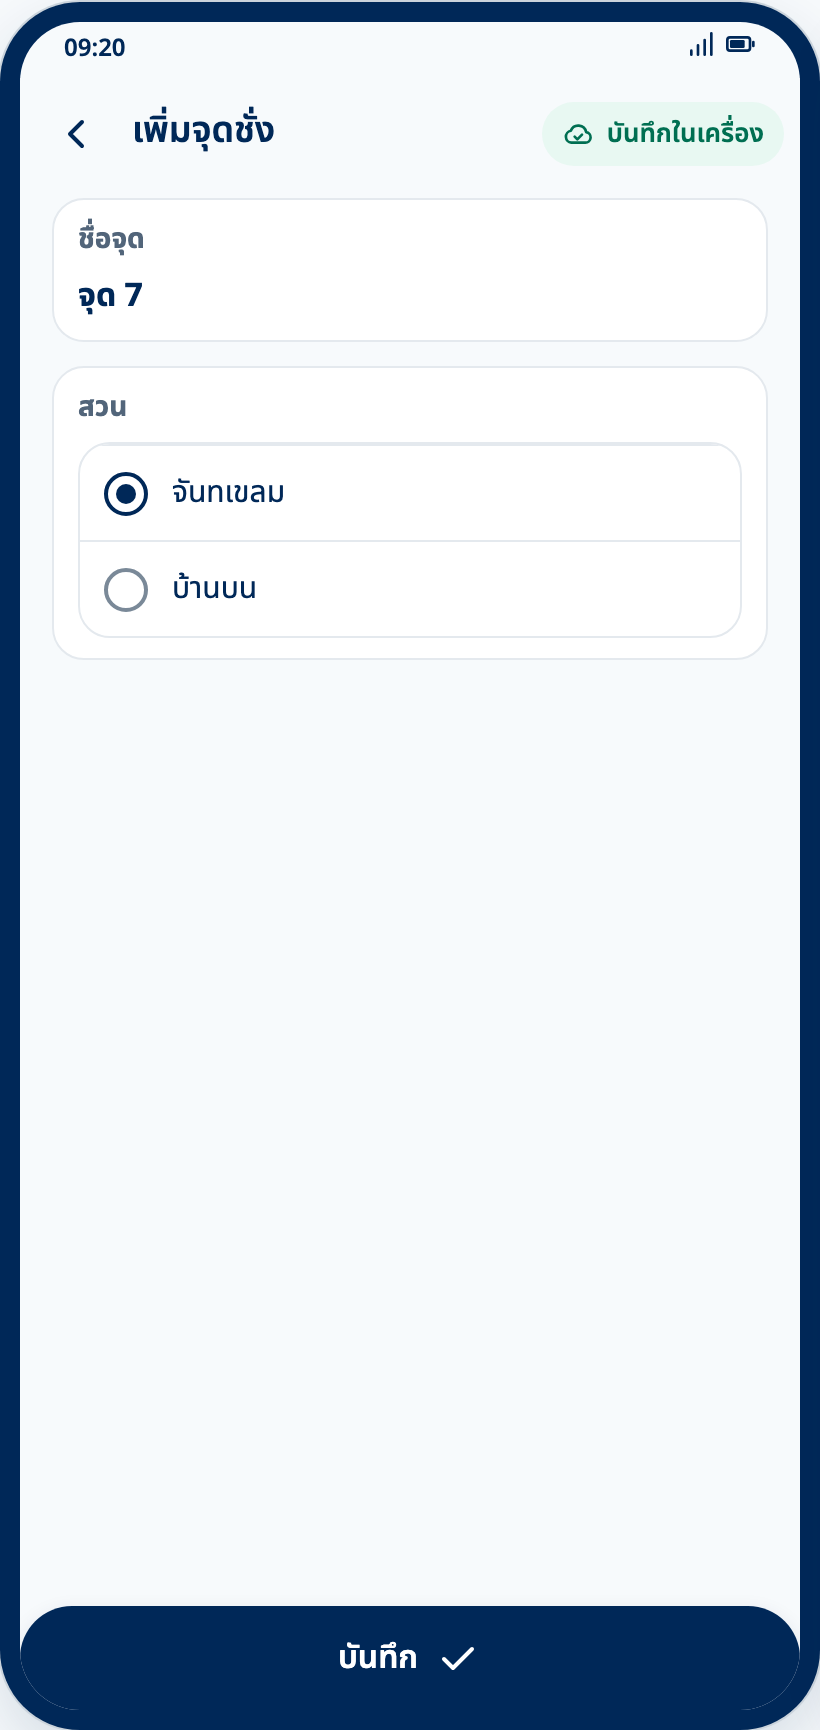 09:20
เพิ่มจุดชั่ง
บันทึกในเครื่อง
ชื่อจุด
จุด 7
สวน
จันทเขลม
บ้านบน
บันทึก